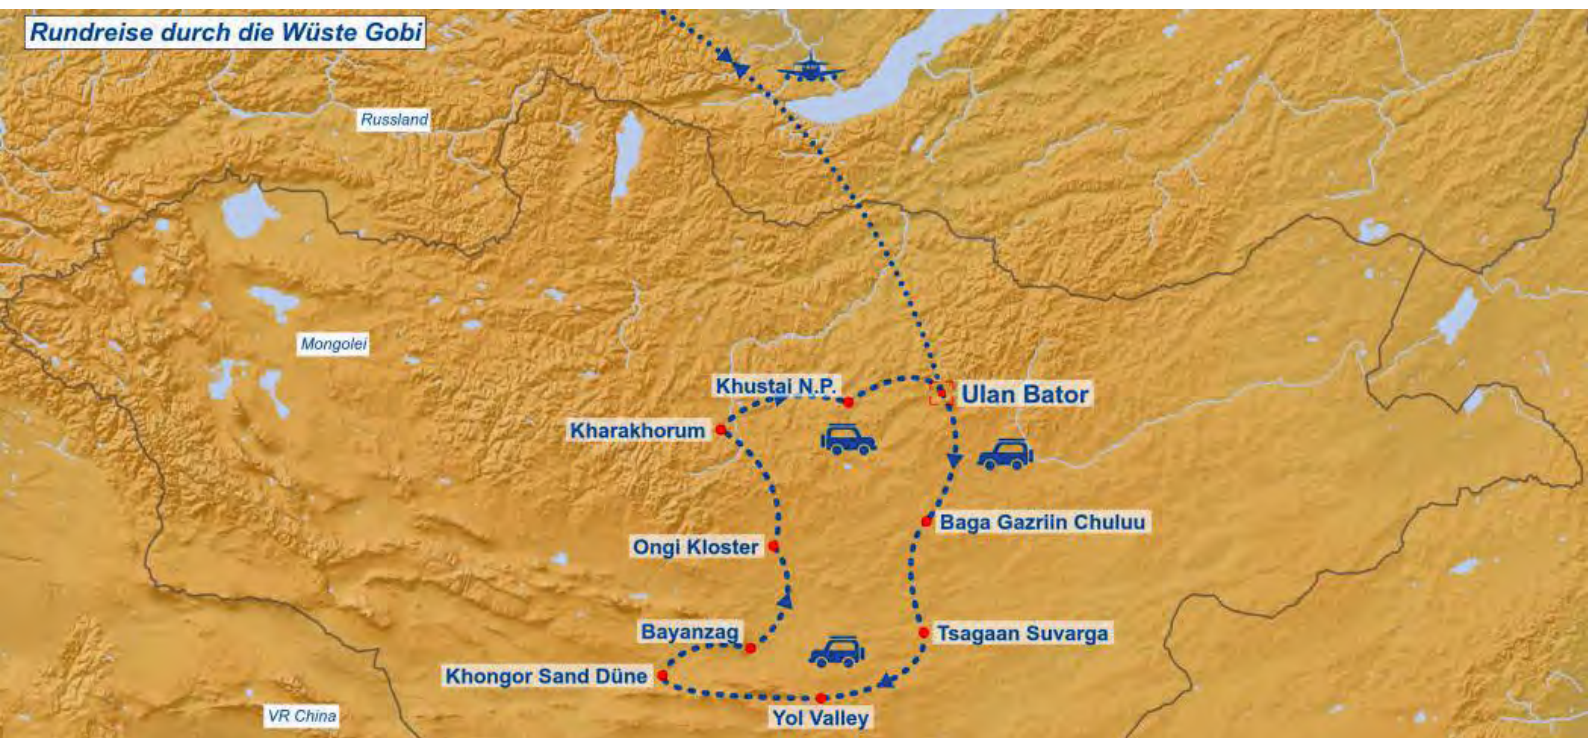 Rundreise durch die Wüste Gobi
Russland
Mongolei
Khustai N.P.
Ulan Bator
Kharakhorum
Baga Gazriin Chuluu
Ongi Kloster
Bayanzag
Tsagaan Suvarga
Khongor Sand Düne
Yol Valley
VR China